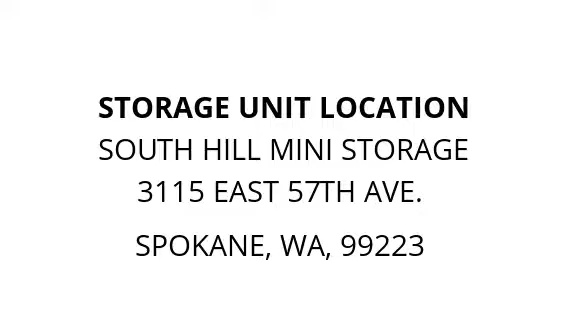 STORAGE UNIT LOCATION
SOUTH HILL MINI STORAGE
3115 EAST 57TH AVE.
SPOKANE, WA, 99223